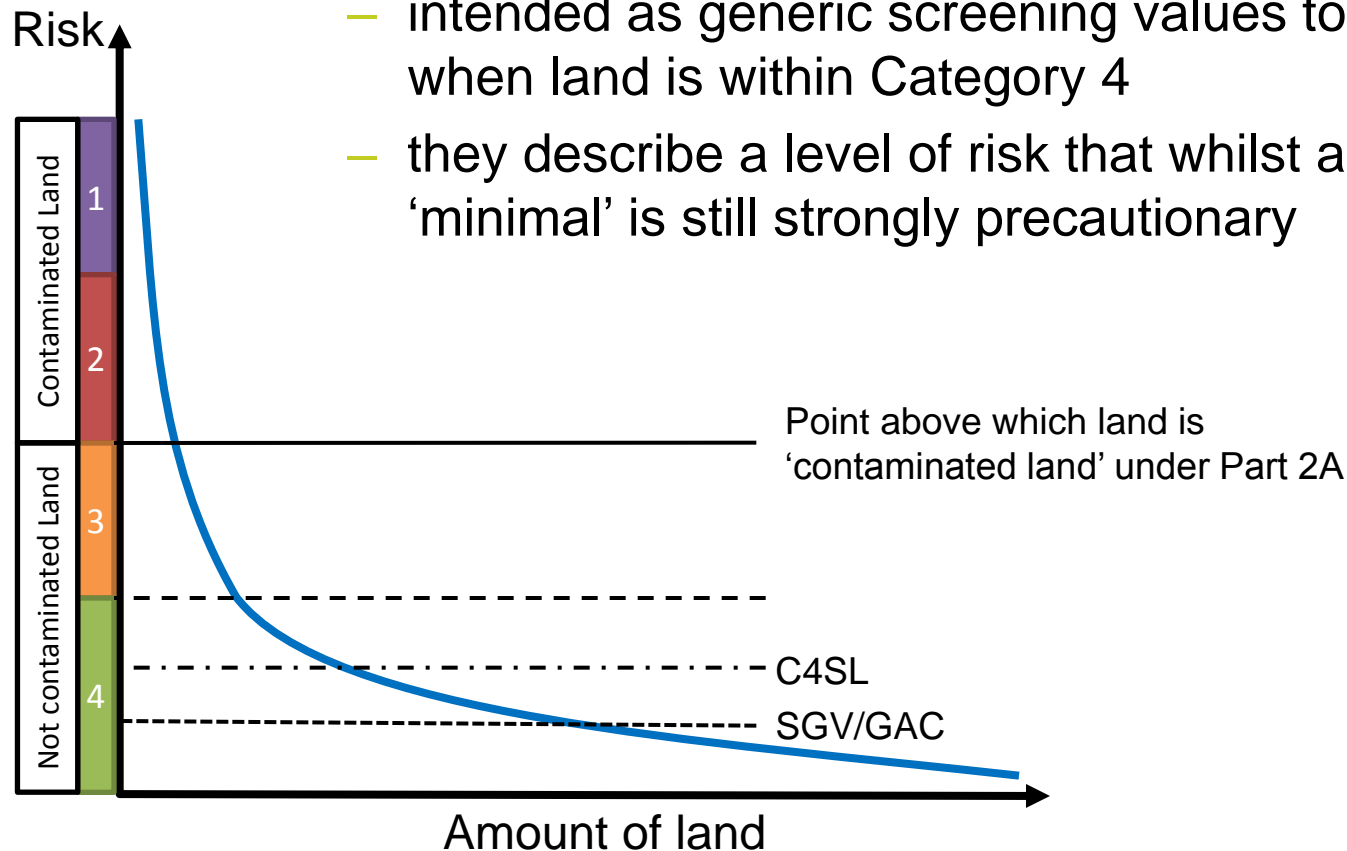 Risk
– intended as generic screening values to
when land is within Category 4
– they describe a level of risk that whilst a
‘minimal’ is still strongly precautionary
Contaminated Land
1
2
Point above which land is
‘contaminated land’ under Part 2A
Not contaminated Land
3
4
C4SL
SGV/GAC
Amount of land